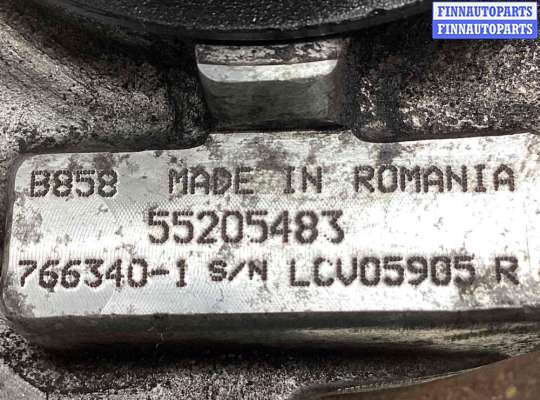 FINNAUTOPARTS
FINNAUTOPARTS
B858 MADE IN ROMANIA
55205483
766340-1 S/N LCV05905 R